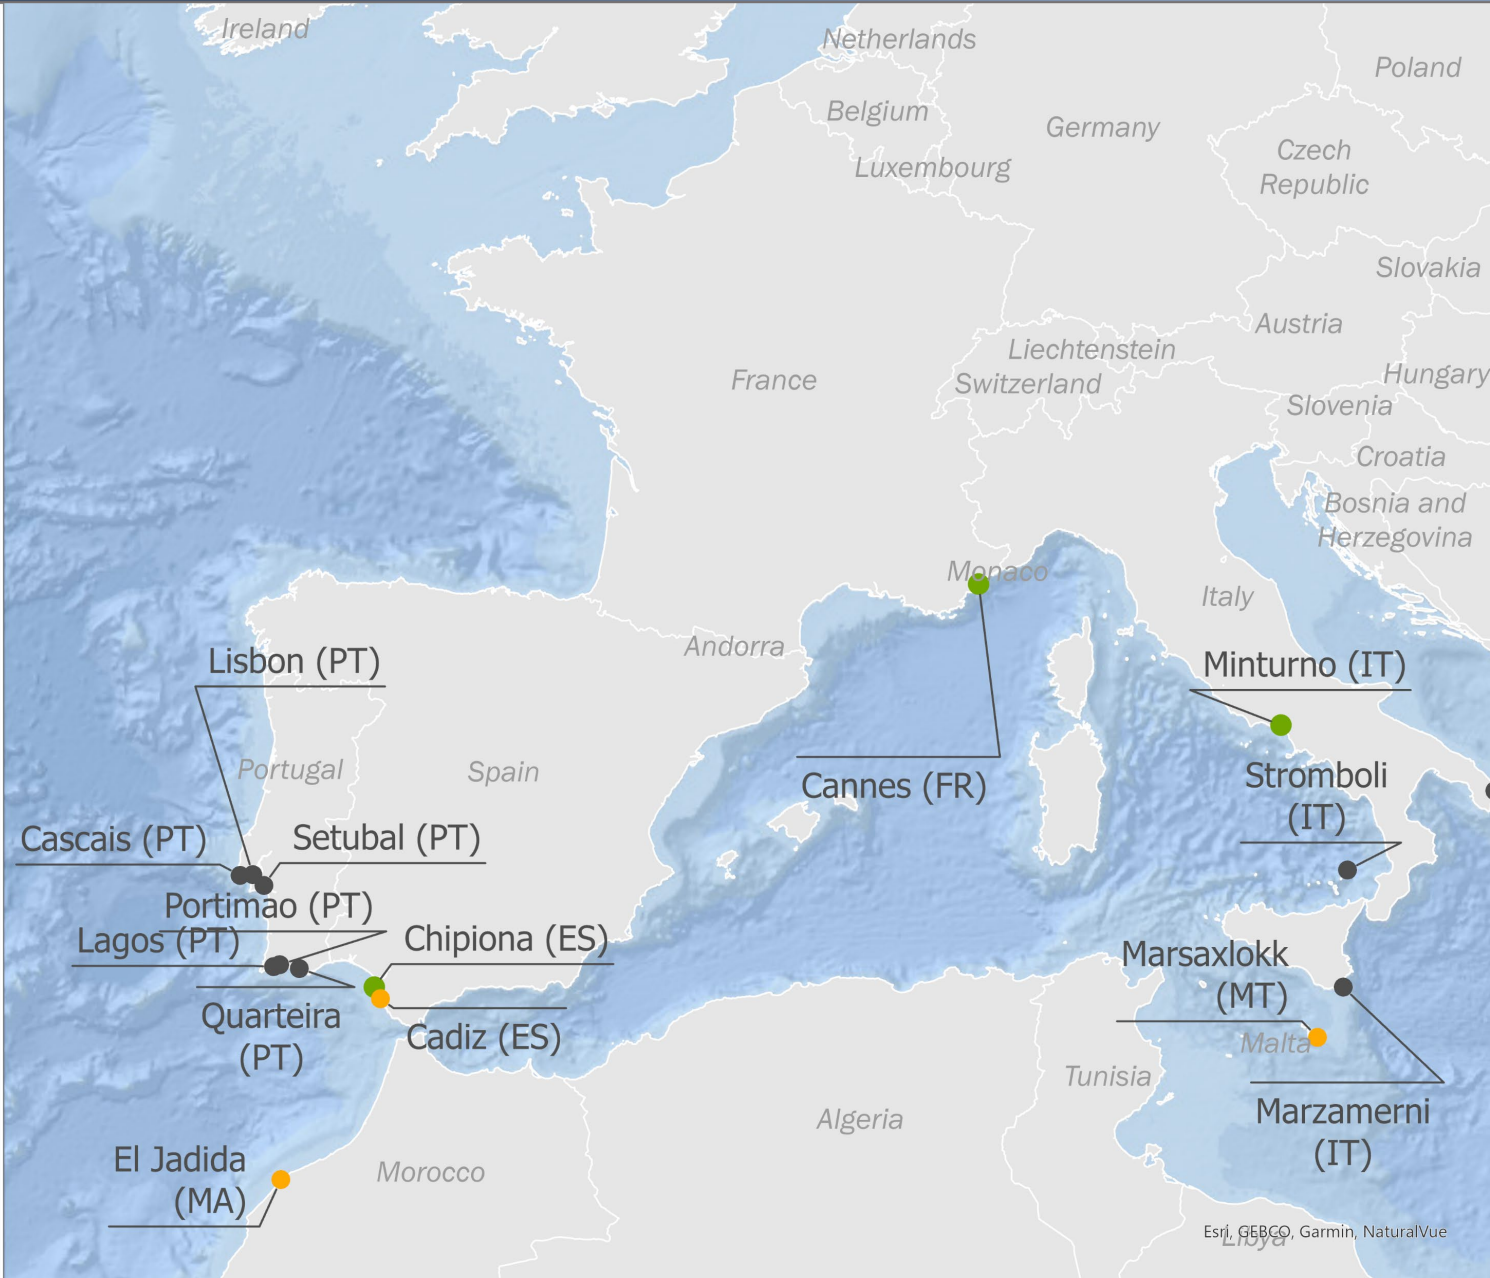 Ireland
Netherlands
Poland
Belgium
Germany
Czech
Republic
Luxembourg
Slovakia
Austria
Liechtenstein
Switzerland
France
Hungary
Slovenia
Croatia
Bosnia and
Herzegovina
Monaco
Italy
Andorra
Lisbon (PT)
Minturno (IT)
Portugal
Spain
Cannes (FR)
Stromboli
(IT)
Cascais (PT)
Setubal (PT)
Portimao (PT)
Lagos (PT)
Chipiona (ES)
Marsaxlokk
(MT)
Quarteira
(PT)
Cadiz (ES)
Malta
Tunisia
Algeria
Marzamerni
(IT)
El Jadida
(MA)
Morocco
Esri, GEBCO, Garmin, NaturalVue
Libya